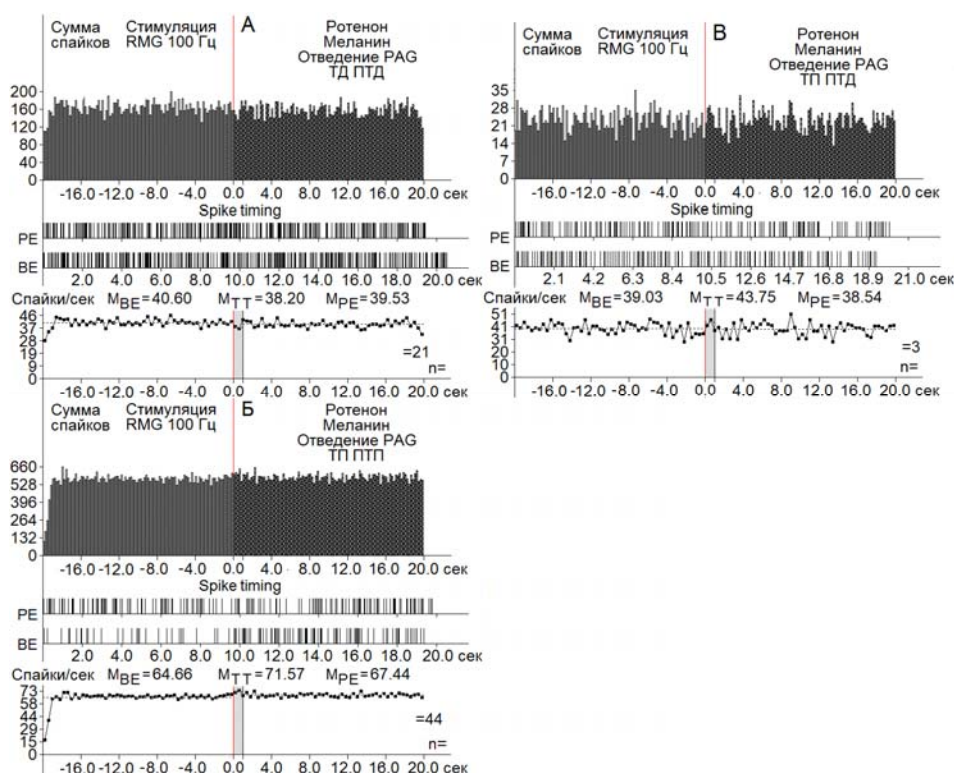 Сумма Стимуляция А Ротенон
спайков RMG 100 Гц Меланин
Отведение PAG
ТД ПТД
200
160
120
80
40
0
-16.0 -12.0 -8.0 -4.0 0.0 4.0 8.0 12.0 16.0 20.0 сек
Spike timing
PE
BE
2.0 4.0 6.0 8.0 10.0 12.0 14.0 16.0 18.0 20.0 сек
Спайки/сек MBE=40.60 MTT=38.20 MPE=39.53
46
37
28
19
9
0
=21
n=
-16.0 -12.0 -8.0 -4.0 0.0 4.0 8.0 12.0 16.0 20.0 сек
Сумма Стимуляция В Ротенон
спайков RMG 100 Гц Меланин
Отведение PAG
ТП ПТД
35
28
21
14
7
0
-16.0 -12.0 -8.0 -4.0 0.0 4.0 8.0 12.0 16.0 20.0 сек
Spike timing
PE
BE
2.1 4.2 6.3 8.4 10.5 12.6 14.7 16.8 18.9 21.0 сек
Спайки/сек MBE=39.03 MTT=43.75 MPE=38.54
51
41
31
20
10
0
=3
n=
-16.0 -12.0 -8.0 -4.0 0.0 4.0 8.0 12.0 16.0 20.0 сек
Сумма Стимуляция Б Ротенон
спайков RMG 100 Гц Меланин
Отведение PAG
ТП ПТП
660
528
396
264
132
0
-16.0 -12.0 -8.0 -4.0 0.0 4.0 8.0 12.0 16.0 20.0 сек
Spike timing
PE
BE
2.0 4.0 6.0 8.0 10.0 12.0 14.0 16.0 18.0 20.0 сек
Спайки/сек MBE=64.66 MTT=71.57 MPE=67.44
73
58
44
29
15
0
=44
n=
-16.0 -12.0 -8.0 -4.0 0.0 4.0 8.0 12.0 16.0 20.0 сек